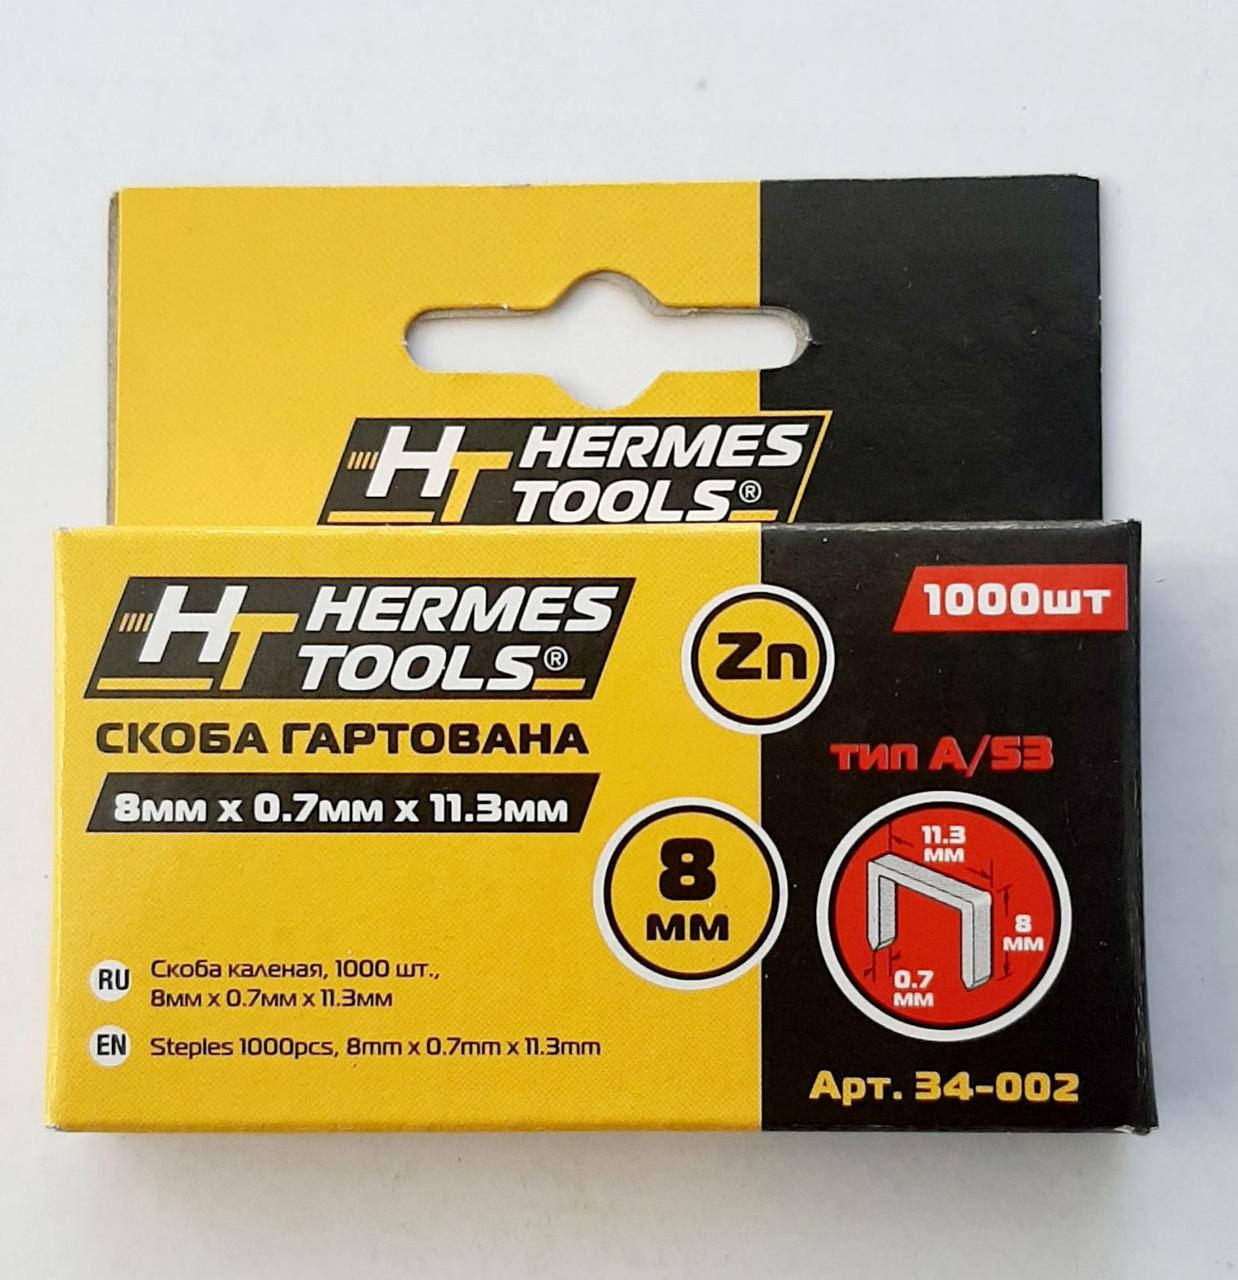 HT HERMES
TOOLS®
HT HERMES
TOOLS®
СКОБА ГАРТОВАНА
8мм x 0.7мм x 11.3мм
Zn
1000шт
тип A/53
8
мм
11.3
мм
8
мм
0.7
мм
RU Скоба каленая, 1000 шт.,
8мм x 0.7мм x 11.3мм
EN Steples 1000pcs, 8mm x 0.7mm x 11.3mm
Арт. 34-002